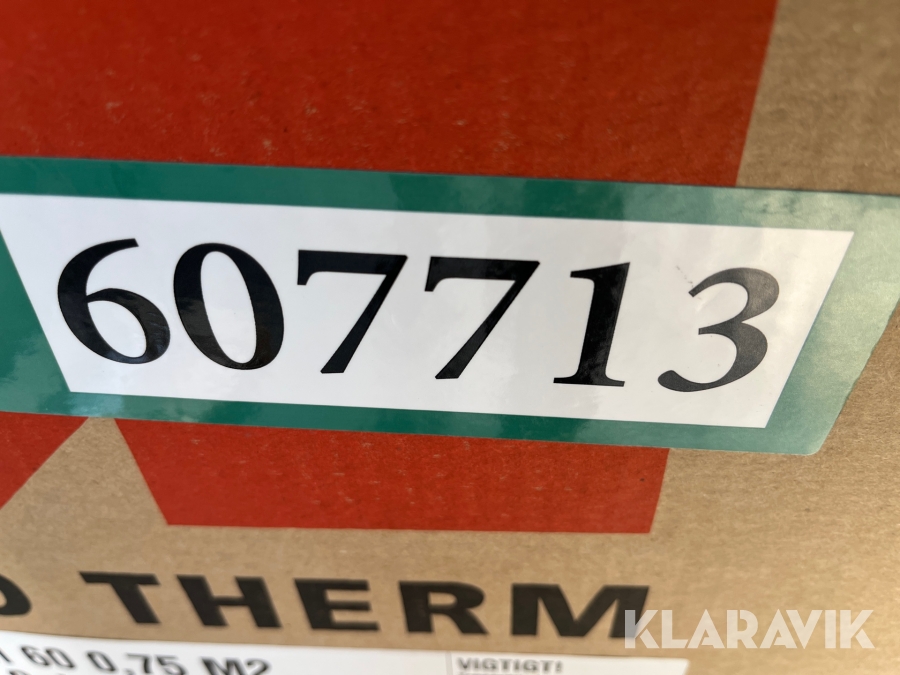 607713
THERM
KLARAVIK
60 0,75 M2
VIGTIGT!